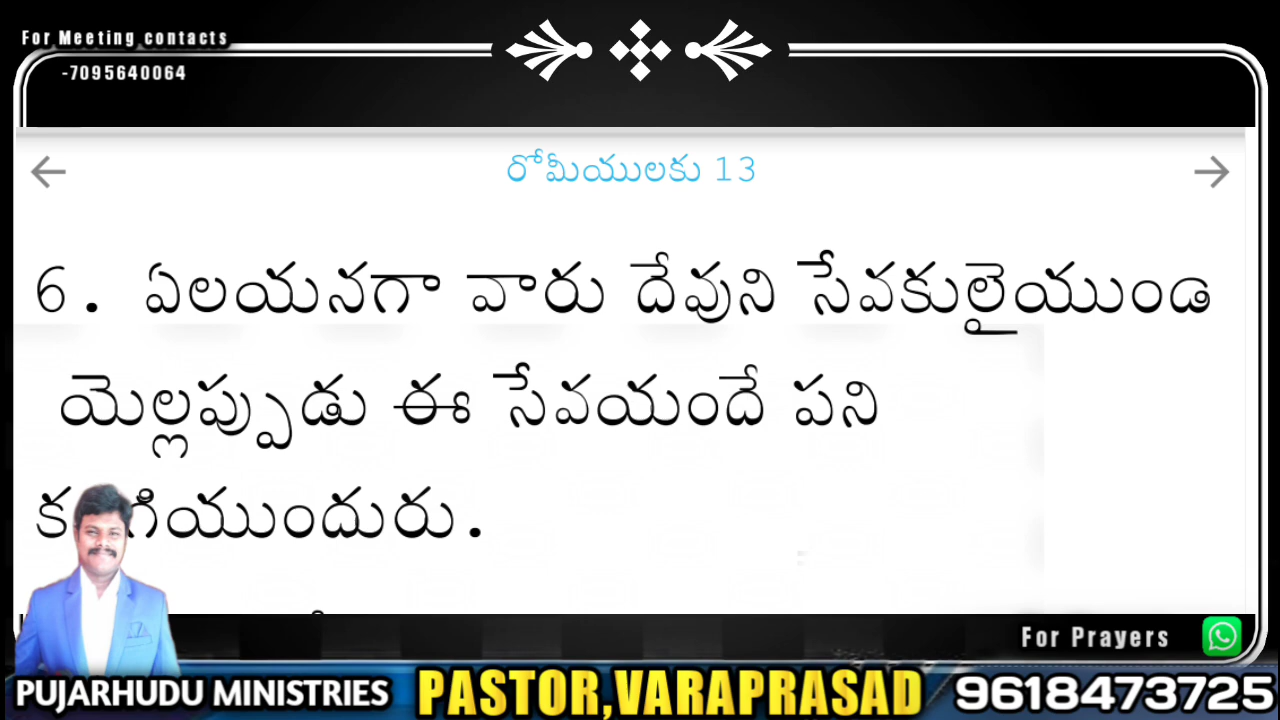 For Meeting contacts
-7095640064
రోమీయులకు 13
6. ఏలయనగా వారు దేవుని సేవకులైయుండ
యెల్లప్పుడు ఈ సేవయందే పని
కలిగియుందురు.
For Prayers
PUJARHUDU MINISTRIES PASTOR,VARAPRASAD 9618473725